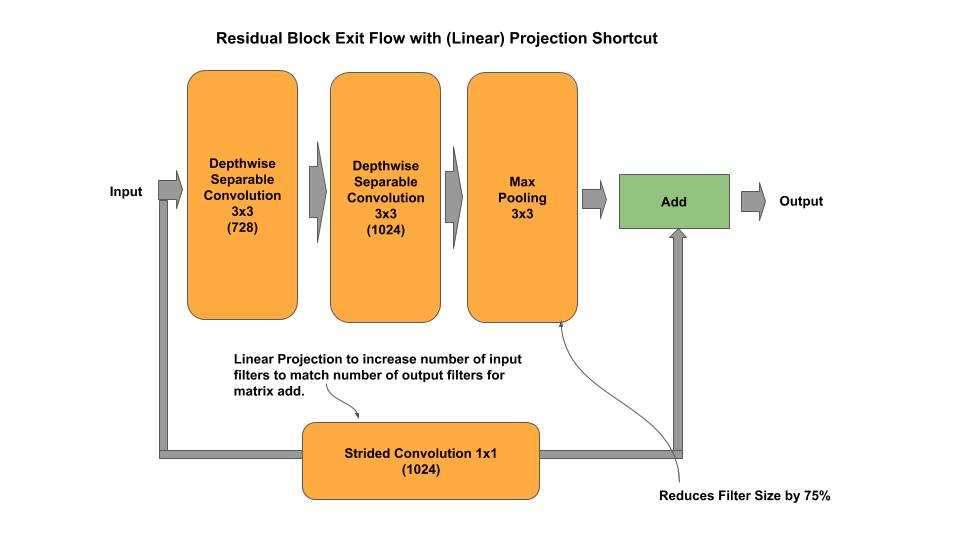 Residual Block Exit Flow with (Linear) Projection Shortcut
Input
Depthwise
Separable
Convolution
3x3
(728)
Depthwise
Separable
Convolution
3x3
(1024)
Max
Pooling
3x3
Add
Output
Linear Projection to increase number of input
filters to match number of output filters for
matrix add.
Strided Convolution 1x1
(1024)
Reduces Filter Size by 75%